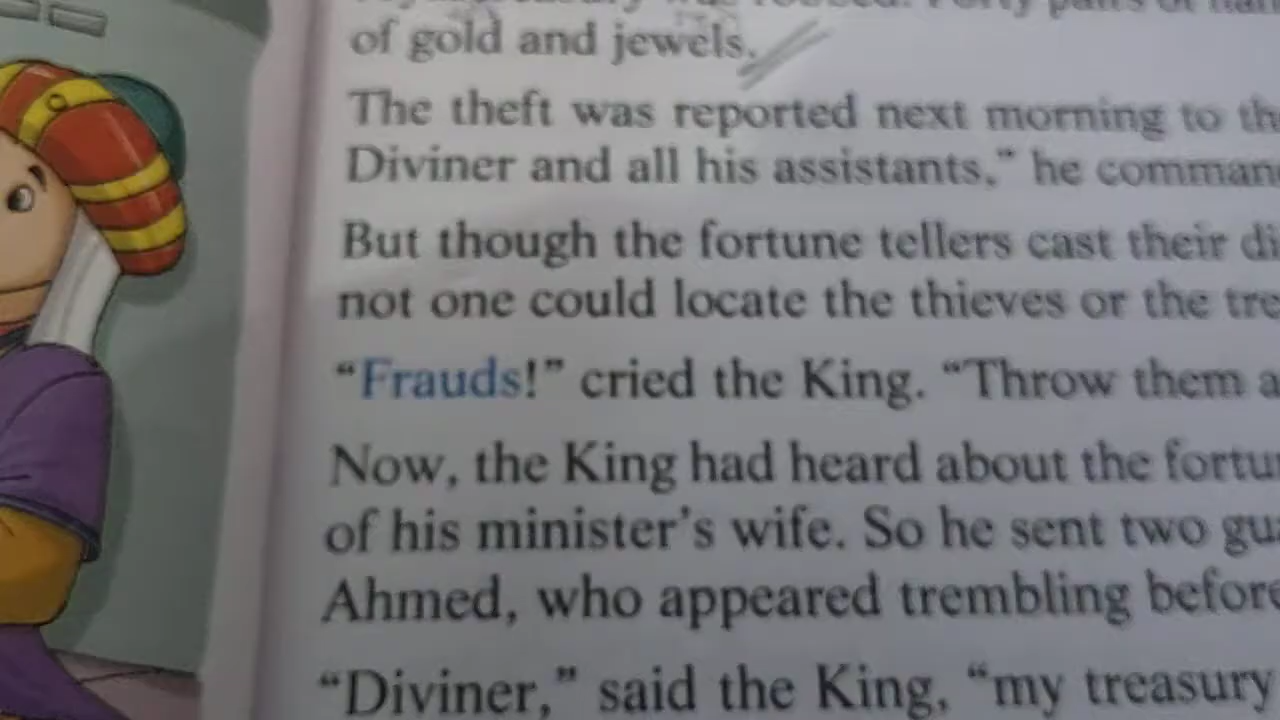 of gold and jewels.
The theft was reported next morning to
Diviner and all his assistants,” he
But though the fortune tellers cast their
not one could locate the thieves or the
“Frauds!” cried the King. “Throw them
Now, the King had heard about the
of his minister’s wife. So he sent two
Ahmed, who appeared trembling before
“Diviner,” said the King, “my treasury